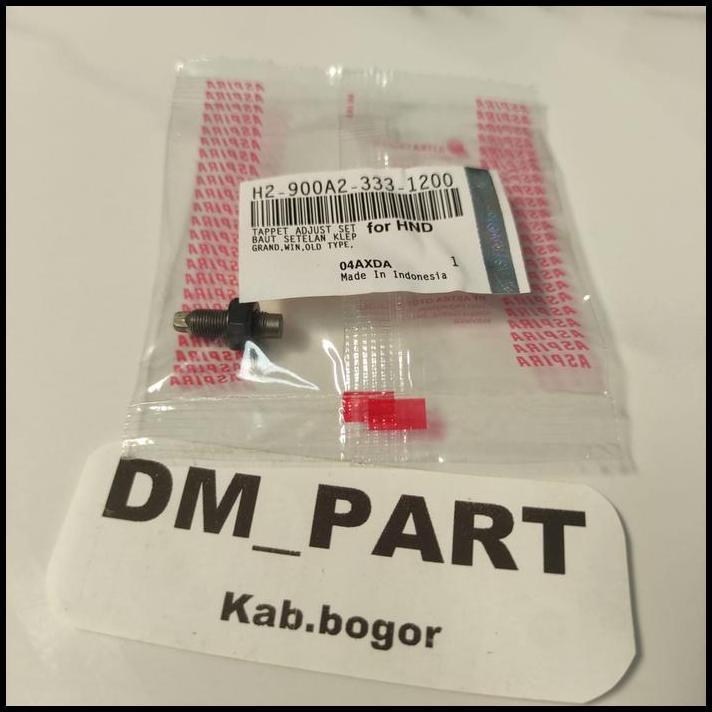 H2-900A2-333-1200
TAPPET ADJUST SET for HND
BAUT SETELAN KLEP
GRAND,WIN,OLD TYPE,
04AXDA 1
Made In Indonesia
ASPIRA
DM_PART
Kab.bogor